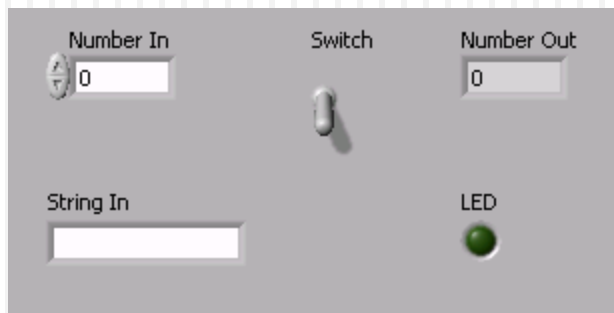 Number In
Switch
Number Out
0
0
String In
LED